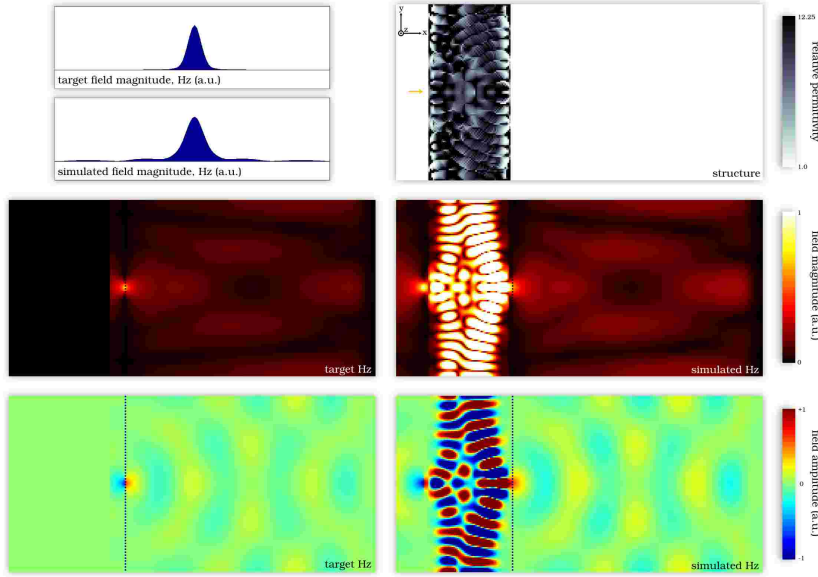 target field magnitude, Hz (a.u.)
simulated field magnitude, Hz (a.u.)
y
z
x
structure
12.25
relative permitivity
1.0
target Hz
simulated Hz
1
field magnitude (a.u.)
0
target Hz
simulated Hz
+1
field amplitude (a.u.)
0
-1